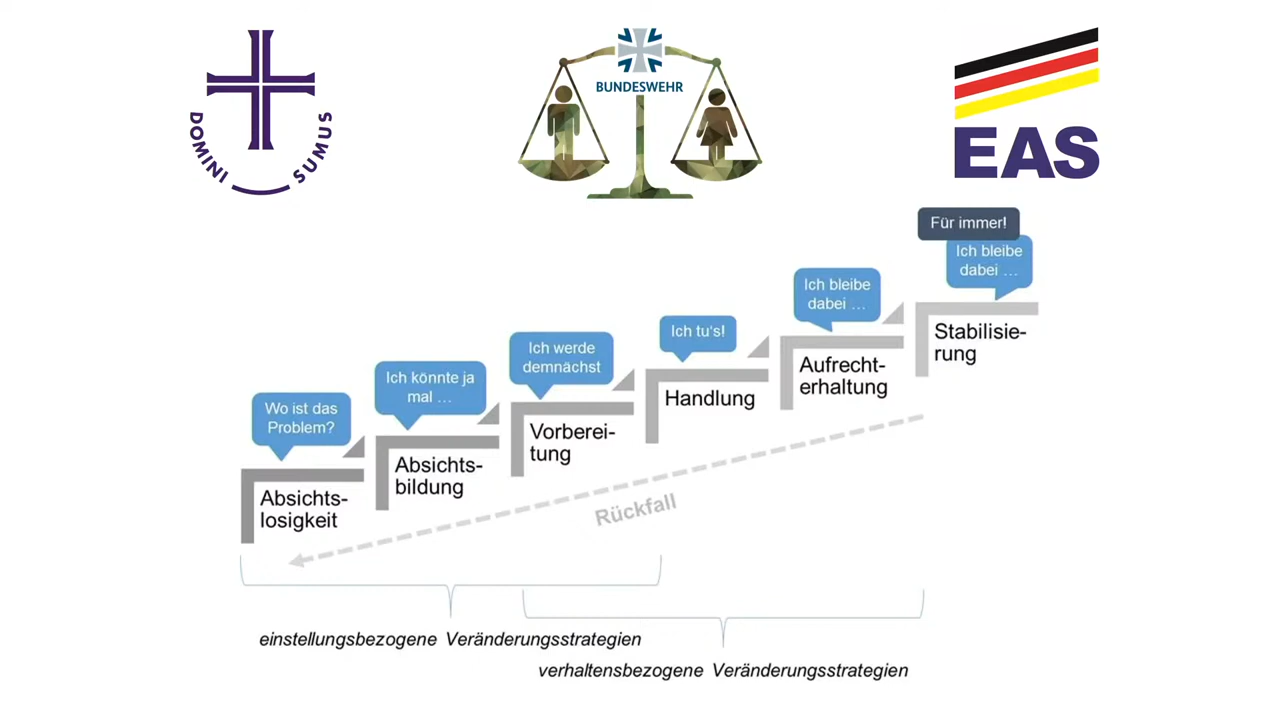 DOMINI SUMUS
BUNDESWEHR
EAS
Für immer!
Ich bleibe
dabei ...
Ich bleibe
dabei ...
Ich tu's!
Ich werde
demnächst
Ich könnte ja
mal ...
Wo ist das
Problem?
Stabilisie-
rung
Aufrecht-
erhaltung
Handlung
Vorberei-
tung
Absichts-
bildung
Absichts-
losigkeit
Rückfall
einstellungsbezogene Veränderungsstrategien
verhaltensbezogene Veränderungsstrategien